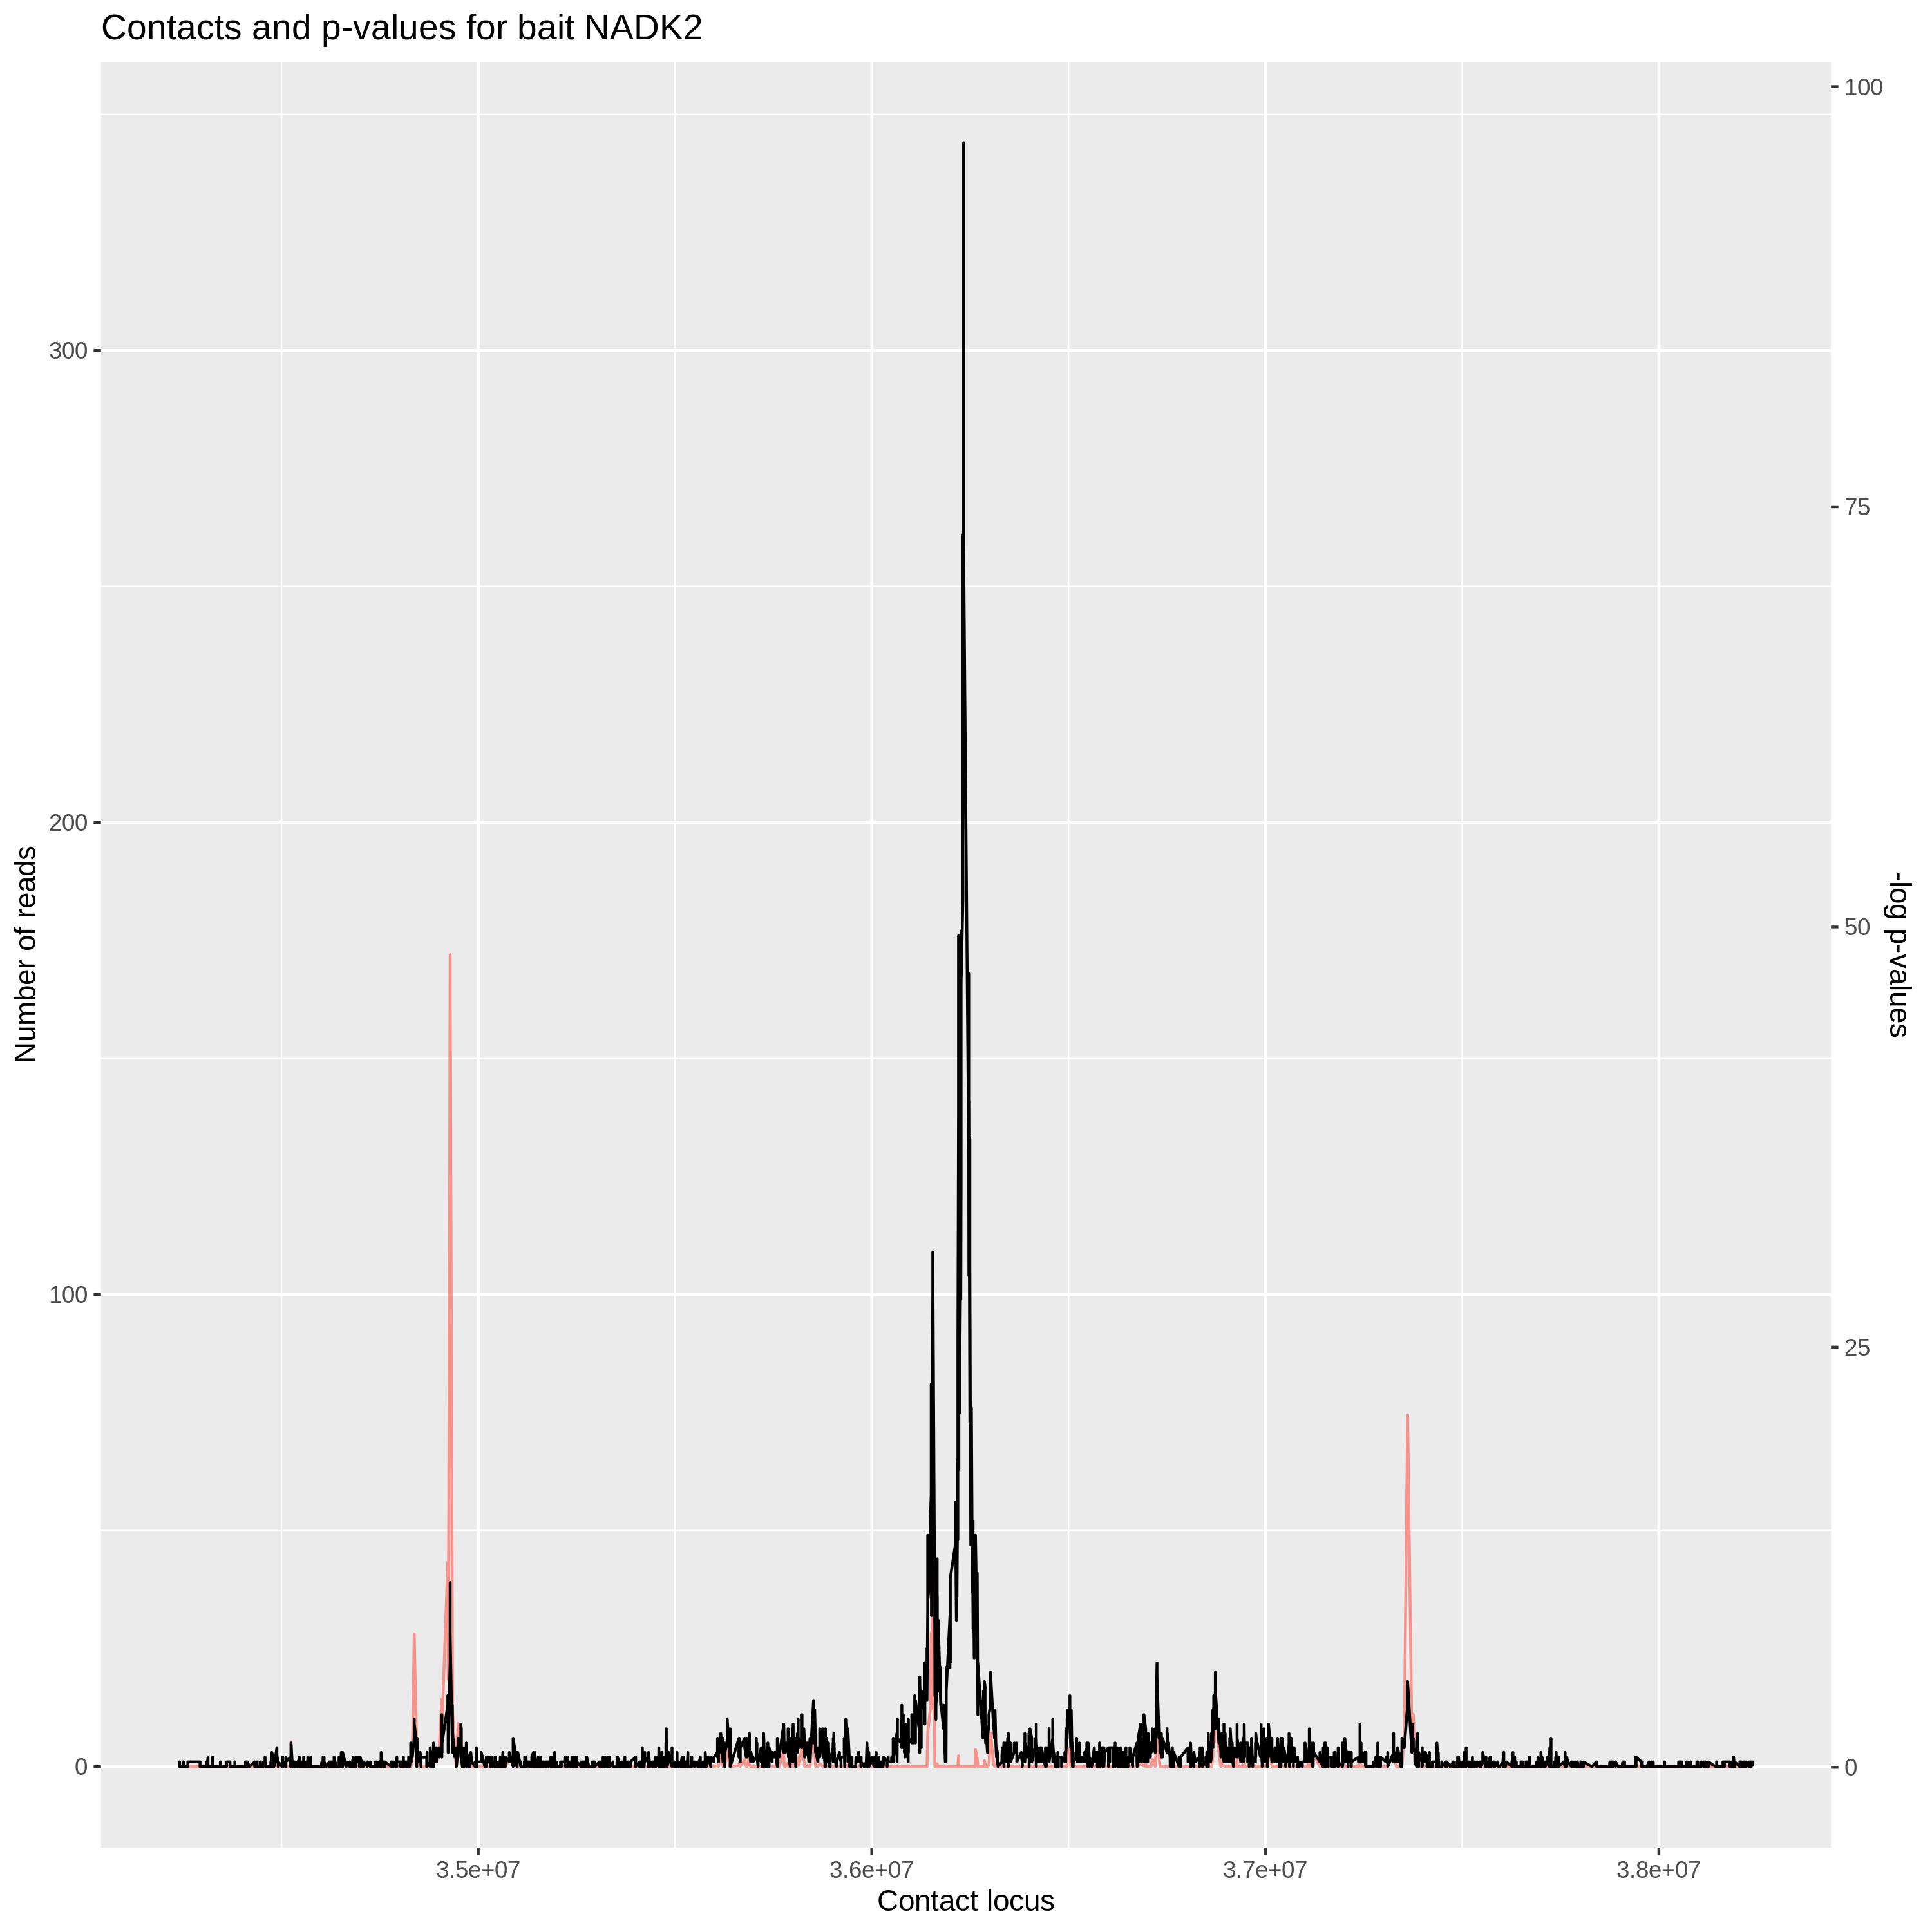 Contacts and p-values for bait NADK2
100
75
50
25
0
300
200
100
0
Number of reads
-log p-values
3.5e+07
3.6e+07
3.7e+07
3.8e+07
Contact locus